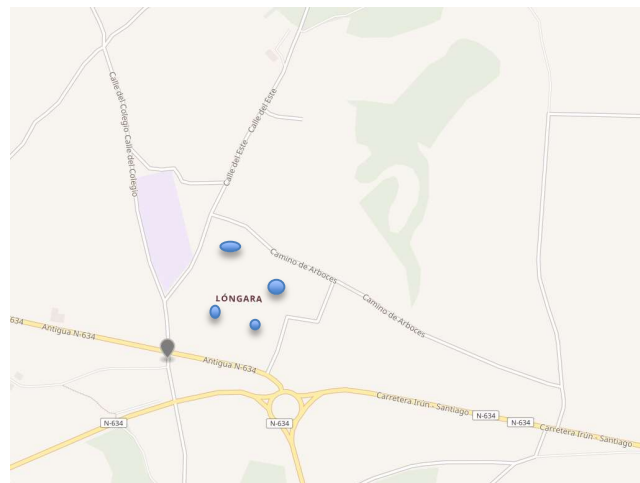 Calle del Colegio Calle del Colegio
Calle del Este - Calle del Este
Camino de Arboces
LÓNGARA
Camino de Arboces
634
Antigua N-634
Antigua N-634
Carretera Irún - Santiago
N-634
N-634
N-634
N-634
Carretera Irún - Santiago